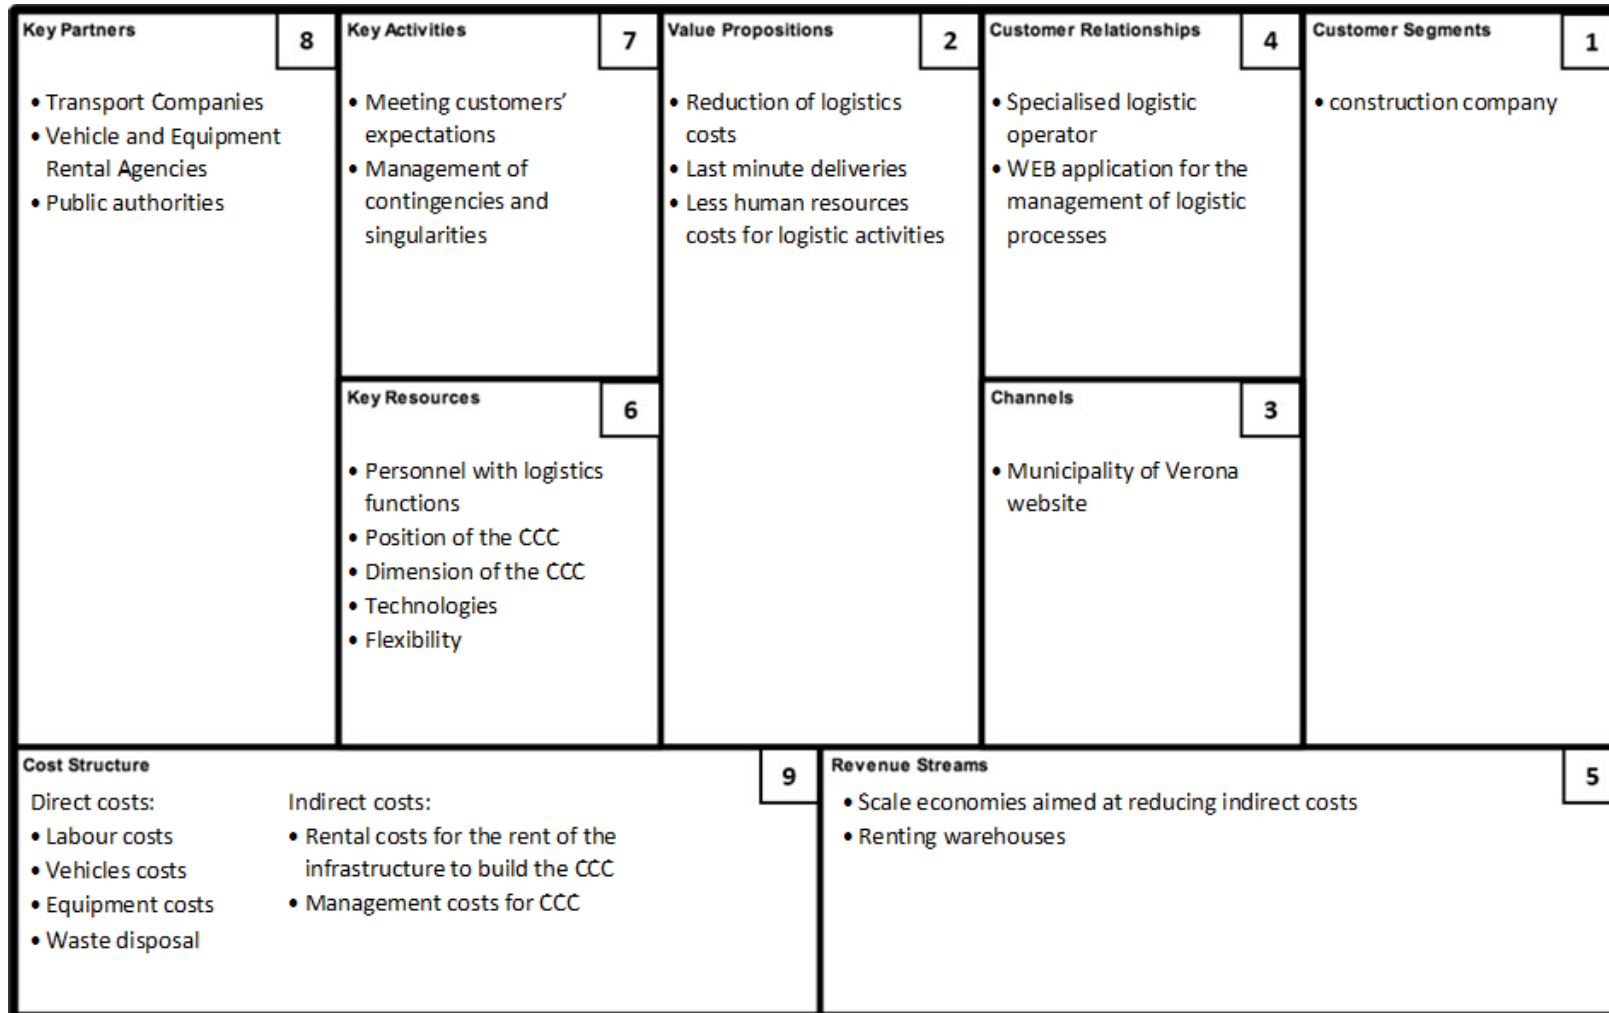 Key Partners
8
• Transport Companies
• Vehicle and Equipment
Rental Agencies
• Public authorities
Key Activities
7
• Meeting customers’
expectations
• Management of
contingencies and
singularities
Key Resources
6
• Personnel with logistics
functions
• Position of the CCC
• Dimension of the CCC
• Technologies
• Flexibility
Value Propositions
2
• Reduction of logistics
costs
• Last minute deliveries
• Less human resources
costs for logistic activities
Customer Relationships
4
• Specialised logistic
operator
• WEB application for the
management of logistic
processes
Channels
3
• Municipality of Verona
website
Customer Segments
1
• construction company
Cost Structure
9
Direct costs:
• Labour costs
• Vehicles costs
• Equipment costs
• Waste disposal
Indirect costs:
• Rental costs for the rent of the
infrastructure to build the CCC
• Management costs for CCC
Revenue Streams
5
• Scale economies aimed at reducing indirect costs
• Renting warehouses